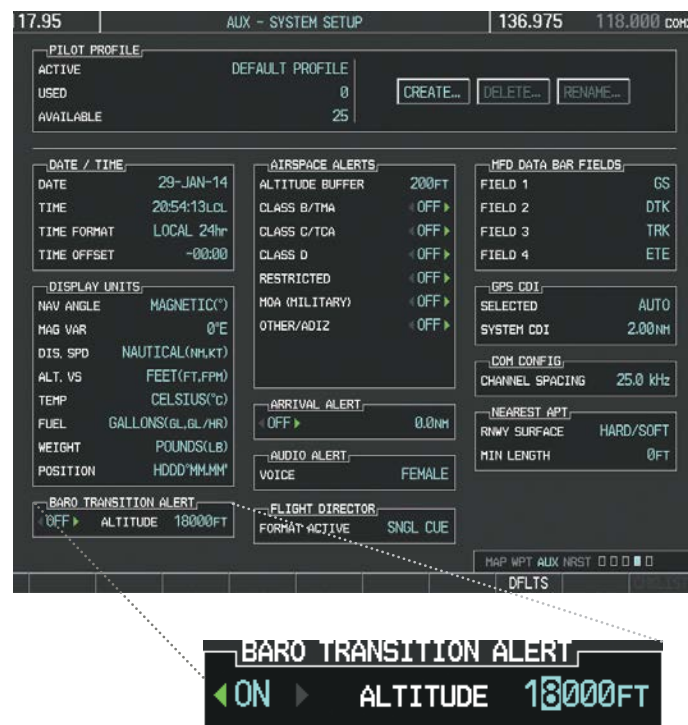 17.95 AUX - SYSTEM SETUP 136.975 118.000 COM
PILOT PROFILE
ACTIVE DEFAULT PROFILE
USED 0 CREATE... DELETE... RENAME...
AVAILABLE 25
DATE / TIME
DATE 29-JAN-14
TIME 20:54:13LCL
TIME FORMAT LOCAL 24hr
TIME OFFSET -00:00
DISPLAY UNITS
NAV ANGLE MAGNETIC(°)
MAG VAR 0°E
DIS, SPD NAUTICAL(NM,KT)
ALT, VS FEET(FT,FPM)
TEMP CELSIUS(°C)
FUEL GALLONS(GL,GL/HR)
WEIGHT POUNDS(LB)
POSITION HDDD°MM.MM'
BARO TRANSITION ALERT
OFF ALTITUDE 18000FT
AIRSPACE ALERTS
ALTITUDE BUFFER 200FT
CLASS B/TMA OFF
CLASS C/TCA OFF
CLASS D OFF
RESTRICTED OFF
MOA (MILITARY) OFF
OTHER/ADIZ OFF
ARRIVAL ALERT
OFF 0.0NM
AUDIO ALERT
VOICE FEMALE
FLIGHT DIRECTOR
FORMAT ACTIVE SNGL CUE
MFD DATA BAR FIELDS
FIELD 1 GS
FIELD 2 DTK
FIELD 3 TRK
FIELD 4 ETE
GPS CDI
SELECTED AUTO
SYSTEM CDI 2.00NM
COM CONFIG
CHANNEL SPACING 25.0 kHz
NEAREST APT
RNWY SURFACE HARD/SOFT
MIN LENGTH 0FT
MAP WPT AUX NRST
DFLTS
BARO TRANSITION ALERT
ON ALTITUDE 18000FT